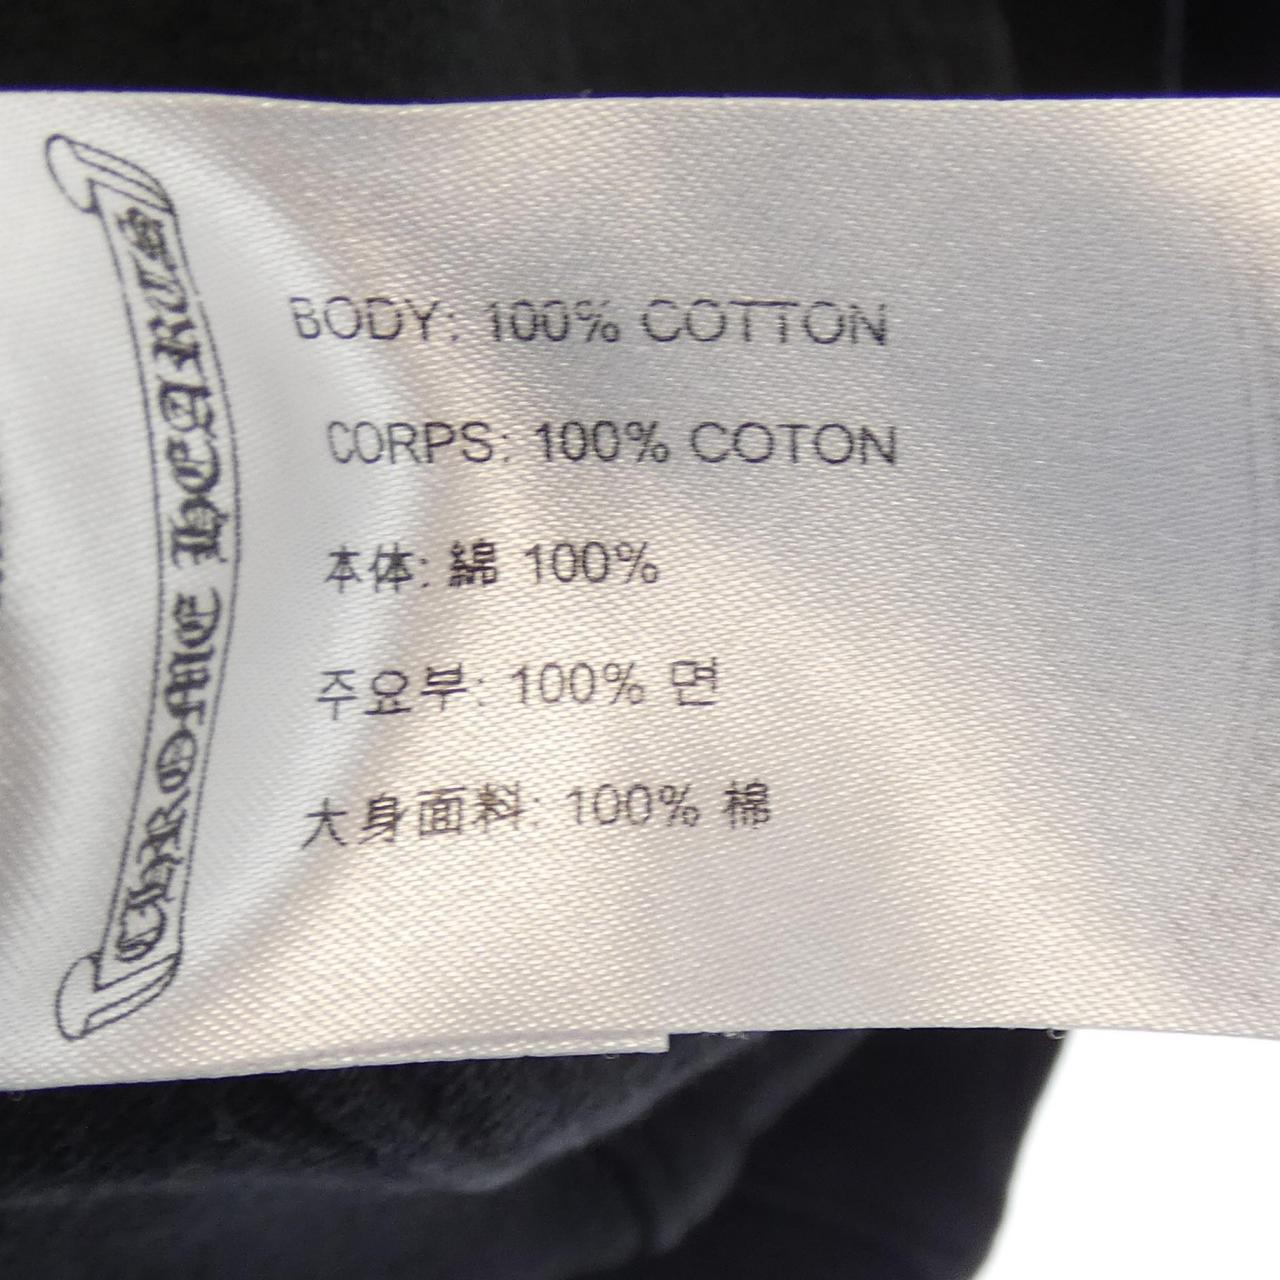 CHROME HEARTS
BODY: 100% COTTON
CORPS: 100% COTON
本体: 綿 100%
주요부: 100% 면
大身面料: 100% 棉